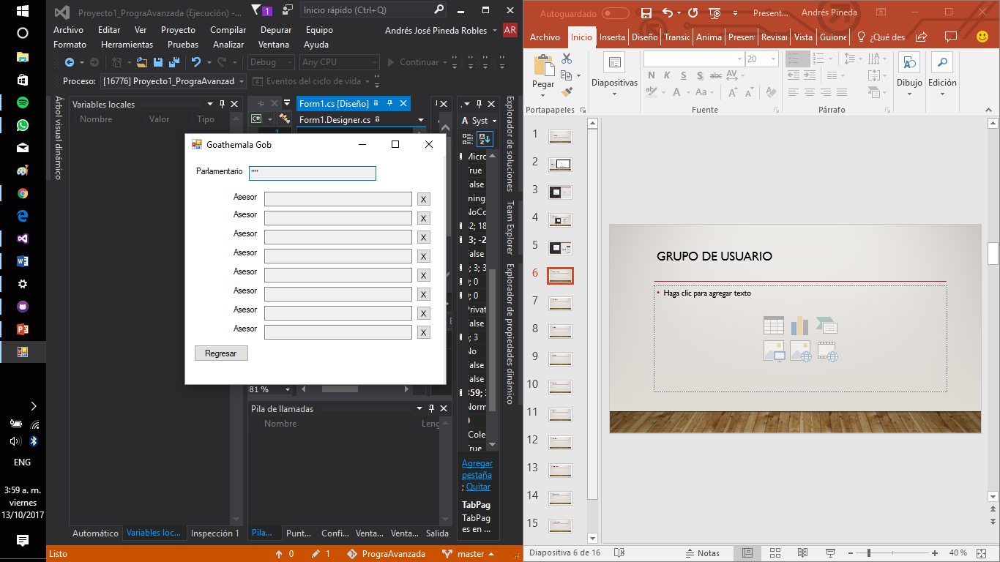 Proyecto1_PrograAvanzada (Ejecución) -...
1
Inicio rápido (Ctrl+Q)
Archivo Editar Ver Proyecto Compilar Depurar Equipo
Andrés José Pineda Robles
AR
Formato Herramientas Pruebas Analizar Ventana Ayuda
Debug Any CPU Continuar
Proceso: [16776] Proyecto1_PrograAvanzad
Eventos del ciclo de vida
Árbol visual dinámico
Variables locales
Nombre Valor Tipo
Form1.cs [Diseño]
Form1.Designer.cs
C#
1
Goathemala Gob
Parlamentario ""
Asesor X
Asesor X
Asesor X
Asesor X
Asesor X
Asesor X
Asesor X
Asesor X
Regresar
81 %
Pila de llamadas
Nombre Leng
A Syst
Micro
True
False
ning
NoCo
-2; 18
3; -2
False
; 3; 3
; 0
; 0
Privat
False
; 3
No
False
False
359; 3
Norm
Cole
True
Agregar
pestaña
; Quitar
TabPag
TabPag
es en ...
Explorador de soluciones
Team Explorer
Explorador de propiedades dinámico
Automático Variables loc... Inspección 1
Pila... Punt... Confi... Venta... Venta... Salida
Listo
0
1
PrograAvanzada
master
ENG
3:59 a. m.
viernes
13/10/2017
Autoguardado
Present...
Andrés Pineda
Archivo Inicio Inserta Diseño Transic Anima Presen Revisar Vista Guione ¿Qué des
Pegar
Diapositivas
20
N K S S abc AV
A Aa A A
Dibujo
Edición
Portapapeles Fuente Párrafo
1
2
3
4
5
6
7
8
9
10
11
12
13
14
15
GRUPO DE USUARIO
• Haga clic para agregar texto
Diapositiva 6 de 16
Notas
40 %